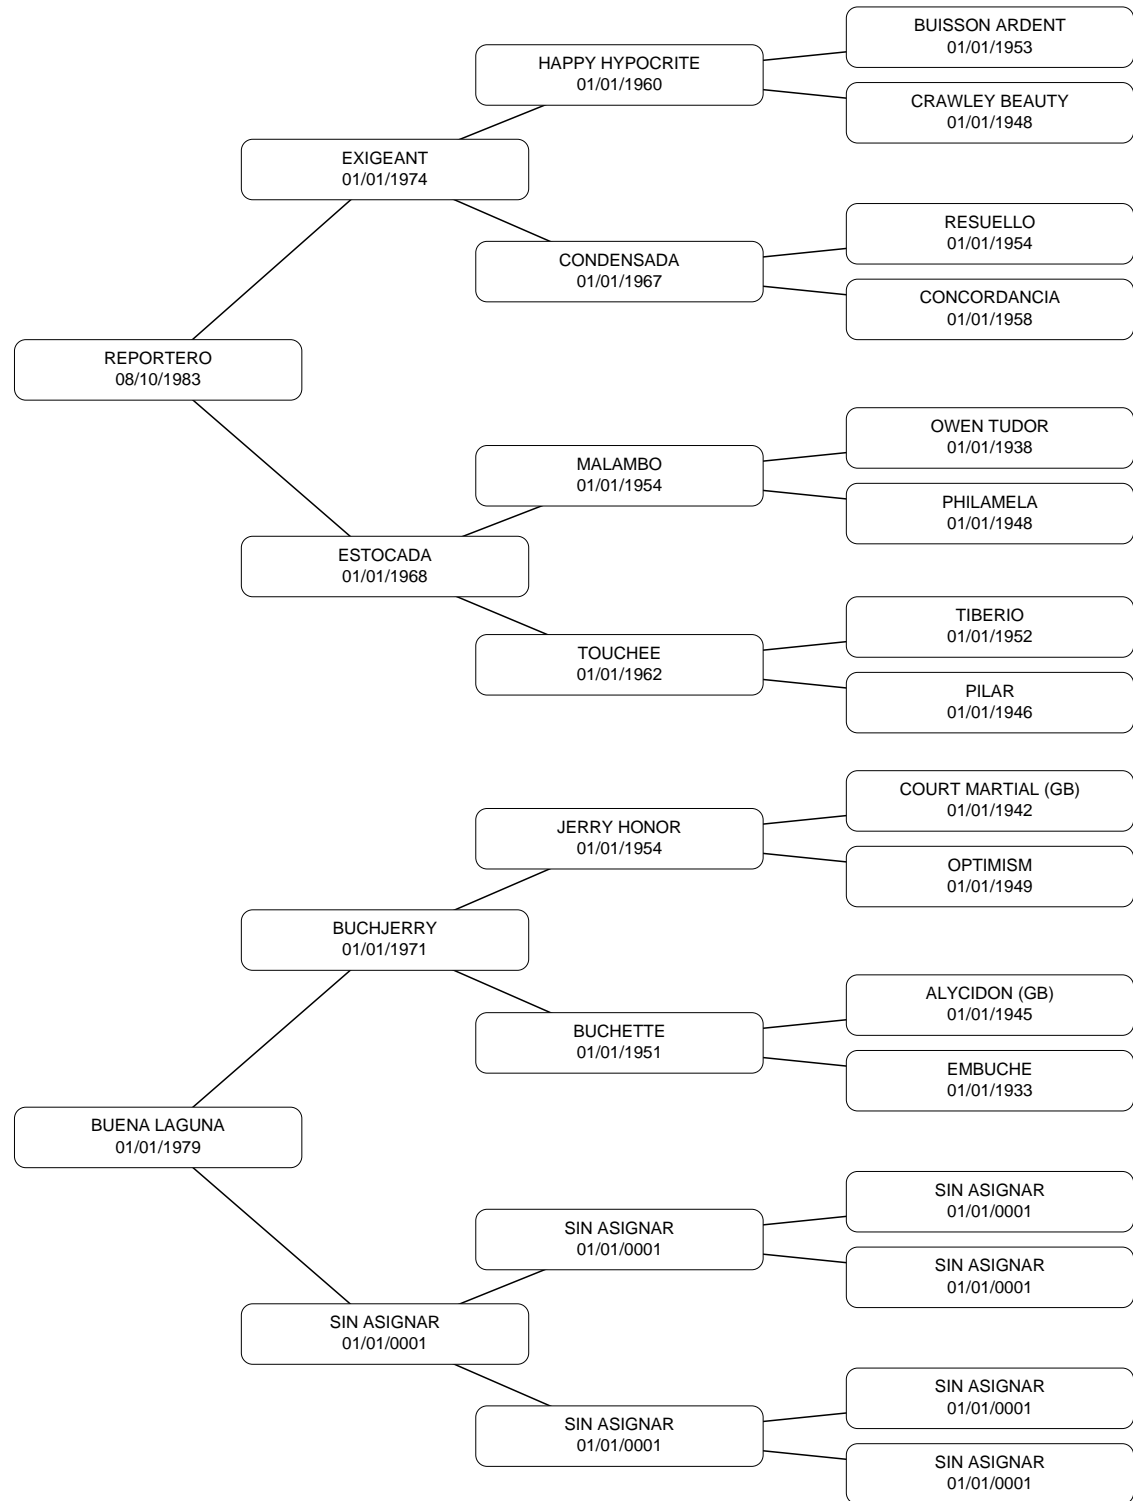 BUISSON ARDENT
01/01/1953
HAPPY HYPOCRITE
01/01/1960
CRAWLEY BEAUTY
01/01/1948
EXIGEANT
01/01/1974
RESUELLO
01/01/1954
CONDENSADA
01/01/1967
CONCORDANCIA
01/01/1958
REPORTERO
08/10/1983
OWEN TUDOR
01/01/1938
MALAMBO
01/01/1954
PHILAMELA
01/01/1948
ESTOCADA
01/01/1968
TIBERIO
01/01/1952
TOUCHEE
01/01/1962
PILAR
01/01/1946
COURT MARTIAL (GB)
01/01/1942
JERRY HONOR
01/01/1954
OPTIMISM
01/01/1949
BUCHJERRY
01/01/1971
ALYCIDON (GB)
01/01/1945
BUCHETTE
01/01/1951
EMBUCHE
01/01/1933
BUENA LAGUNA
01/01/1979
SIN ASIGNAR
01/01/0001
SIN ASIGNAR
01/01/0001
SIN ASIGNAR
01/01/0001
SIN ASIGNAR
01/01/0001
SIN ASIGNAR
01/01/0001
SIN ASIGNAR
01/01/0001
SIN ASIGNAR
01/01/0001